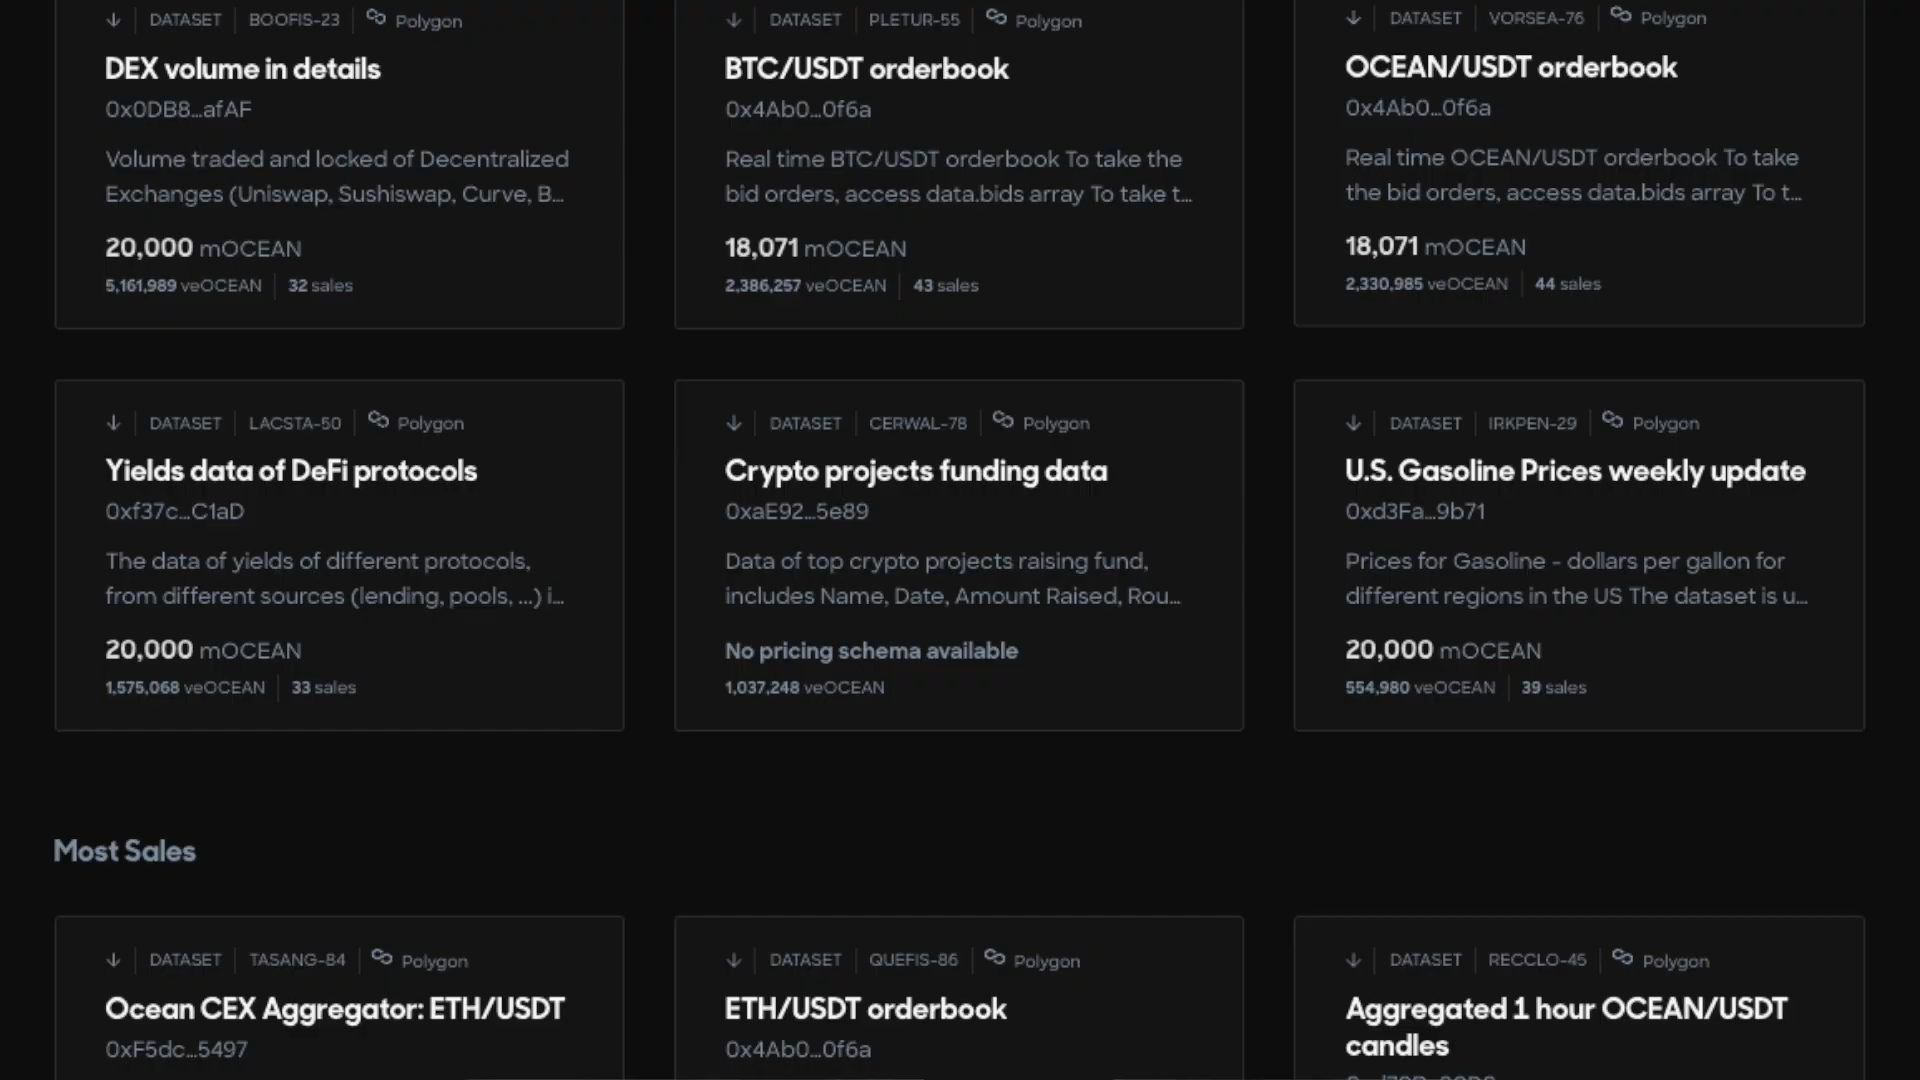 DATASET BOOFIS-23 Polygon
DEX volume in details
0x0DB8...afAF
Volume traded and locked of Decentralized
Exchanges (Uniswap, Sushiswap, Curve, B...
20,000 mOCEAN
5,161,989 veOCEAN 32 sales
DATASET PLETUR-55 Polygon
BTC/USDT orderbook
0x4Ab0...0f6a
Real time BTC/USDT orderbook To take the
bid orders, access data.bids array To take t...
18,071 mOCEAN
2,386,257 veOCEAN 43 sales
DATASET VORSEA-76 Polygon
OCEAN/USDT orderbook
0x4Ab0...0f6a
Real time OCEAN/USDT orderbook To take
the bid orders, access data.bids array To t...
18,071 mOCEAN
2,330,985 veOCEAN 44 sales
DATASET LACSTA-50 Polygon
Yields data of DeFi protocols
0xf37c...C1aD
The data of yields of different protocols,
from different sources (lending, pools, ...) i...
20,000 mOCEAN
1,575,068 veOCEAN 33 sales
DATASET CERWAL-78 Polygon
Crypto projects funding data
0xaE92...5e89
Data of top crypto projects raising fund,
includes Name, Date, Amount Raised, Rou...
No pricing schema available
1,037,248 veOCEAN
DATASET IRKPEN-29 Polygon
U.S. Gasoline Prices weekly update
0xd3Fa...9b71
Prices for Gasoline - dollars per gallon for
different regions in the US The dataset is u...
20,000 mOCEAN
554,980 veOCEAN 39 sales
Most Sales
DATASET TASANG-84 Polygon
Ocean CEX Aggregator: ETH/USDT
0xF5dc...5497
DATASET QUEFIS-86 Polygon
ETH/USDT orderbook
0x4Ab0...0f6a
DATASET RECCLO-45 Polygon
Aggregated 1 hour OCEAN/USDT
candles